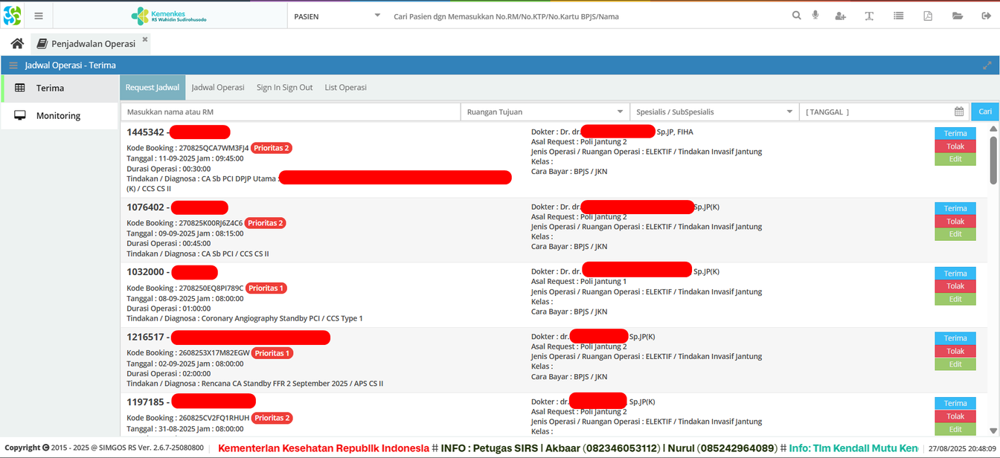 Kemenkes
RS Wahidin Sudirohusodo
PASIEN
Cari Pasien dgn Memasukkan No.RM/No.KTP/No.Kartu BPJS/Nama
Penjadwalan Operasi
Jadwal Operasi - Terima
Terima
Monitoring
Request Jadwal Jadwal Operasi Sign In Sign Out List Operasi
Masukkan nama atau RM Ruangan Tujuan Spesialis / SubSpesialis [ TANGGAL ] Cari
1445342 -
Kode Booking : 270825QCA7WM3FJ4 Prioritas 2
Tanggal : 11-09-2025 Jam : 09:45:00
Durasi Operasi : 00:30:00
Tindakan / Diagnosa : CA Sb PCI DPJP Utama :
(K) / CCS CS II
Dokter : Dr. dr. Sp.JP, FIHA
Asal Request : Poli Jantung 2
Jenis Operasi / Ruangan Operasi : ELEKTIF / Tindakan Invasif Jantung
Kelas :
Cara Bayar : BPJS / JKN
Terima
Tolak
Edit
1076402 -
Kode Booking : 270825K00RJ6Z4C6 Prioritas 2
Tanggal : 09-09-2025 Jam : 08:15:00
Durasi Operasi : 00:45:00
Tindakan / Diagnosa : CA Sb PCI / CCS CS II
Dokter : Dr. dr. Sp.JP(K)
Asal Request : Poli Jantung 2
Jenis Operasi / Ruangan Operasi : ELEKTIF / Tindakan Invasif Jantung
Kelas :
Cara Bayar : BPJS / JKN
Terima
Tolak
Edit
1032000 -
Kode Booking : 2708250EQ8PI789C Prioritas 1
Tanggal : 08-09-2025 Jam : 08:00:00
Durasi Operasi : 01:00:00
Tindakan / Diagnosa : Coronary Angiography Standby PCI / CCS Type 1
Dokter : Dr. dr. Sp.JP(K)
Asal Request : Poli Jantung 1
Jenis Operasi / Ruangan Operasi : ELEKTIF / Tindakan Invasif Jantung
Kelas :
Cara Bayar : BPJS / JKN
Terima
Tolak
Edit
1216517 -
Kode Booking : 2608253X17M82EGW Prioritas 1
Tanggal : 02-09-2025 Jam : 08:00:00
Durasi Operasi : 02:00:00
Tindakan / Diagnosa : Rencana CA Standby FFR 2 September 2025 / APS CS II
Dokter : dr. Sp.JP(K)
Asal Request : Poli Jantung 2
Jenis Operasi / Ruangan Operasi : ELEKTIF / Tindakan Invasif Jantung
Kelas :
Cara Bayar : BPJS / JKN
Terima
Tolak
Edit
1197185 -
Kode Booking : 260825CV2FQ1RHUH Prioritas 2
Tanggal : 31-08-2025 Jam : 08:00:00
Dokter : dr. Sp.JP(K)
Asal Request : Poli Jantung 2
Jenis Operasi / Ruangan Operasi : ELEKTIF / Tindakan Invasif Jantung
Kelas :
Terima
Tolak
Edit
Copyright © 2015 - 2025 @ SIMGOS RS Ver. 2.6.7-25080800 Kementerian Kesehatan Republik Indonesia # INFO : Petugas SIRS | Akbaar (082346053112) | Nurul (085242964089) # Info: Tim Kendali Mutu Ken 27/08/2025 20:48:03